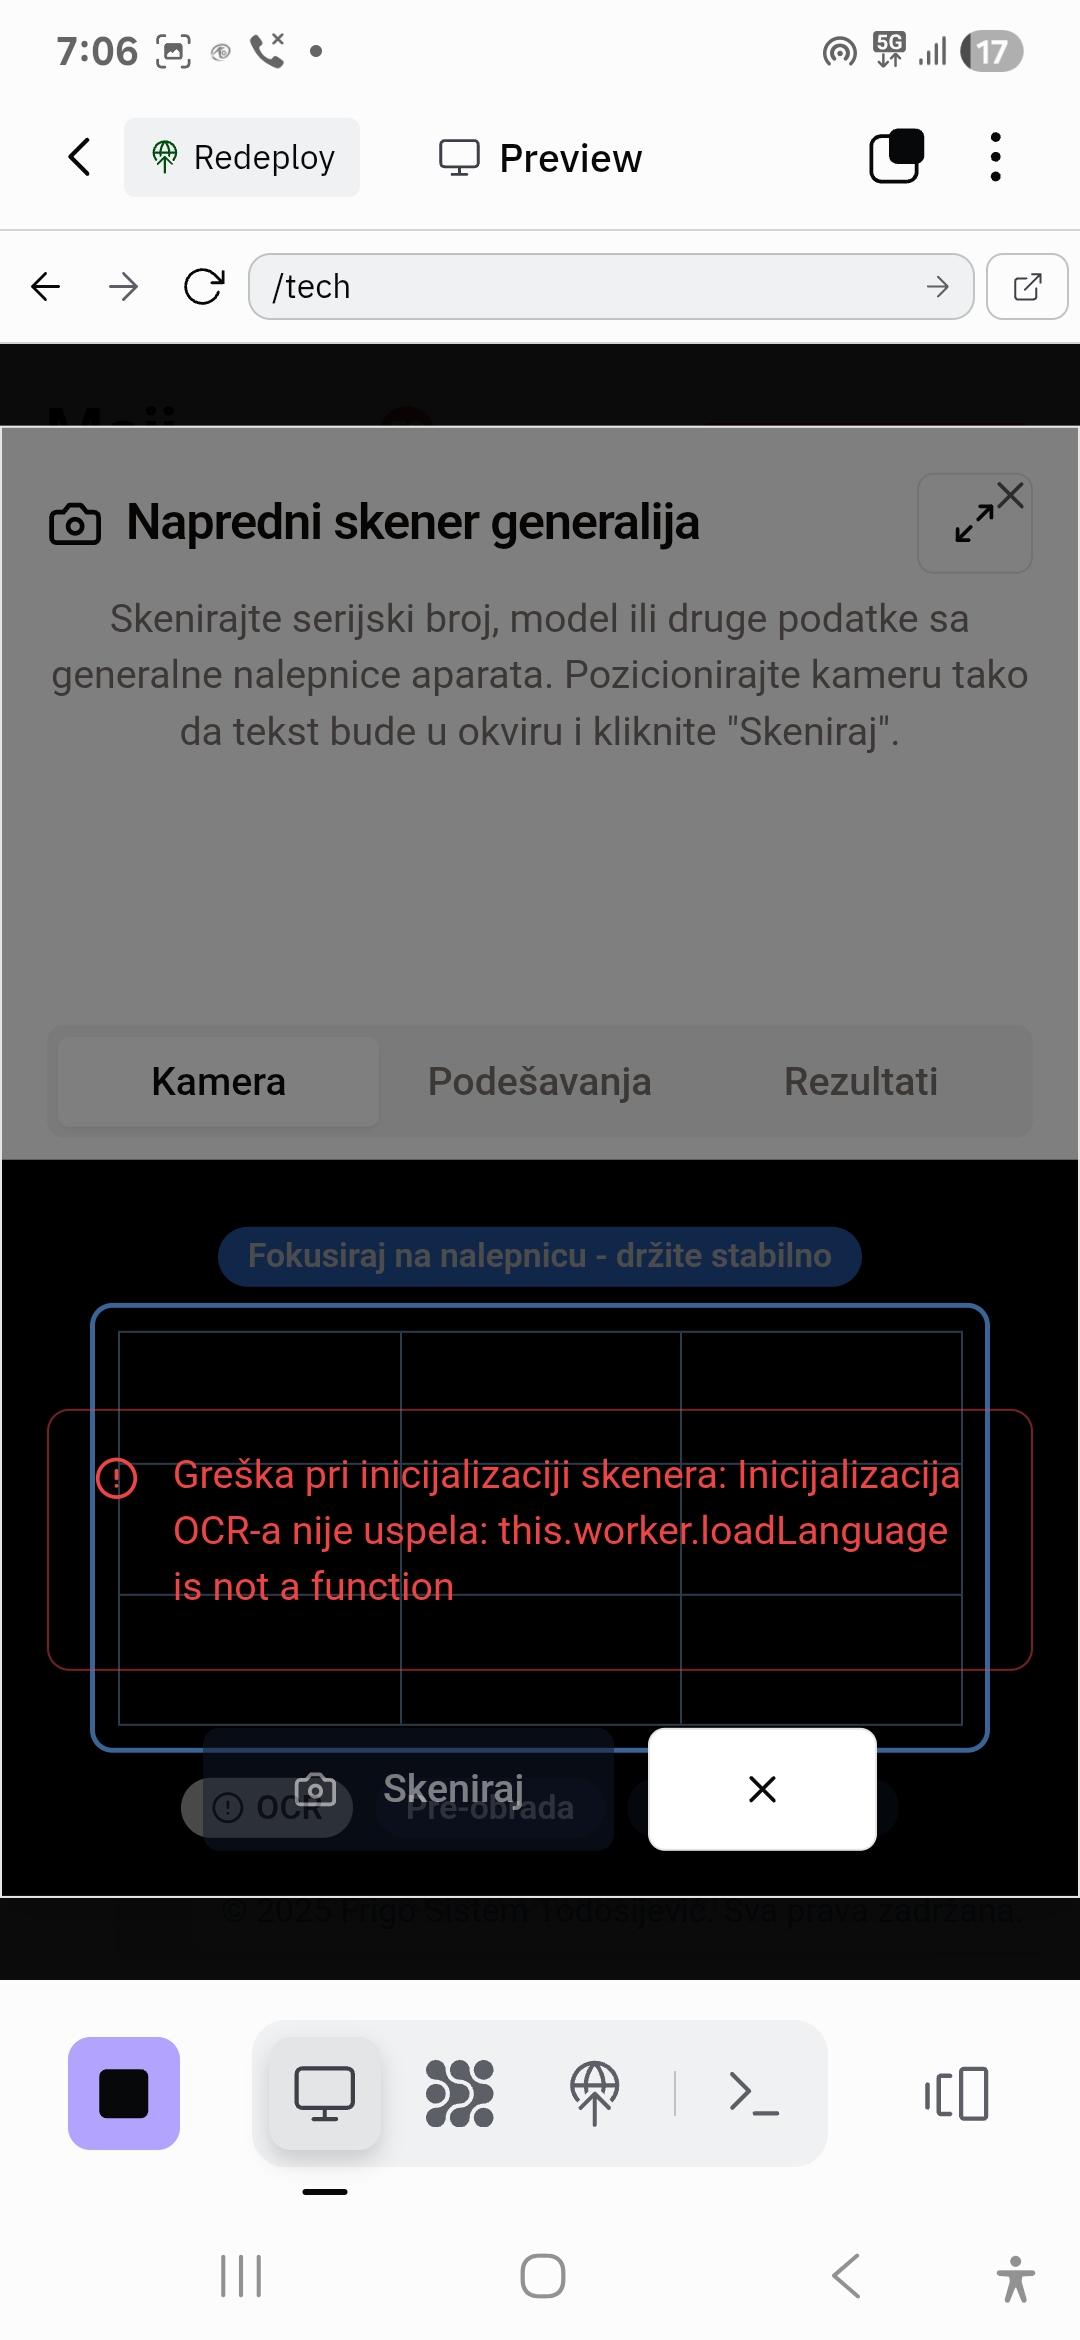 7:06
5G
17
Redeploy
Preview
/tech
Moji
Napredni skener generalija
Skenirajte serijski broj, model ili druge podatke sa
generalne nalepnice aparata. Pozicionirajte kameru tako
da tekst bude u okviru i kliknite "Skeniraj".
Kamera Podešavanja Rezultati
Fokusiraj na nalepnicu - držite stabilno
Greška pri inicijalizaciji skenera: Inicijalizacija
OCR-a nije uspela: this.worker.loadLanguage
is not a function
Skeniraj
OCR Pre-obrada
© 2025 Frigo Sistem Todosijević. Sva prava zadržana.